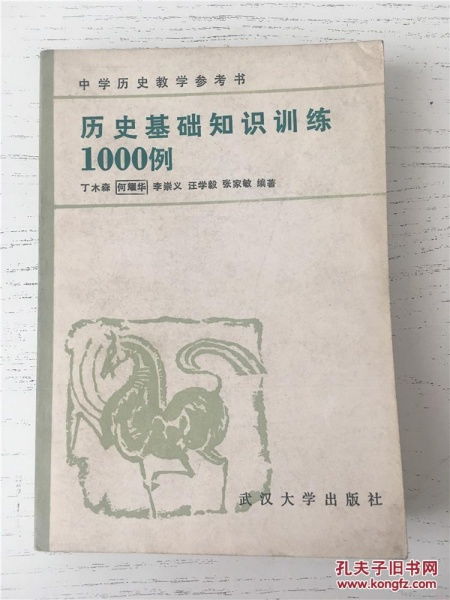 中学历史教学参考书
历史基础知识训练
1000例
丁木森 何耀华 李崇义 汪学毅 张家敏 编著
武汉大学出版社
孔夫子旧书网
www.kongfz.com